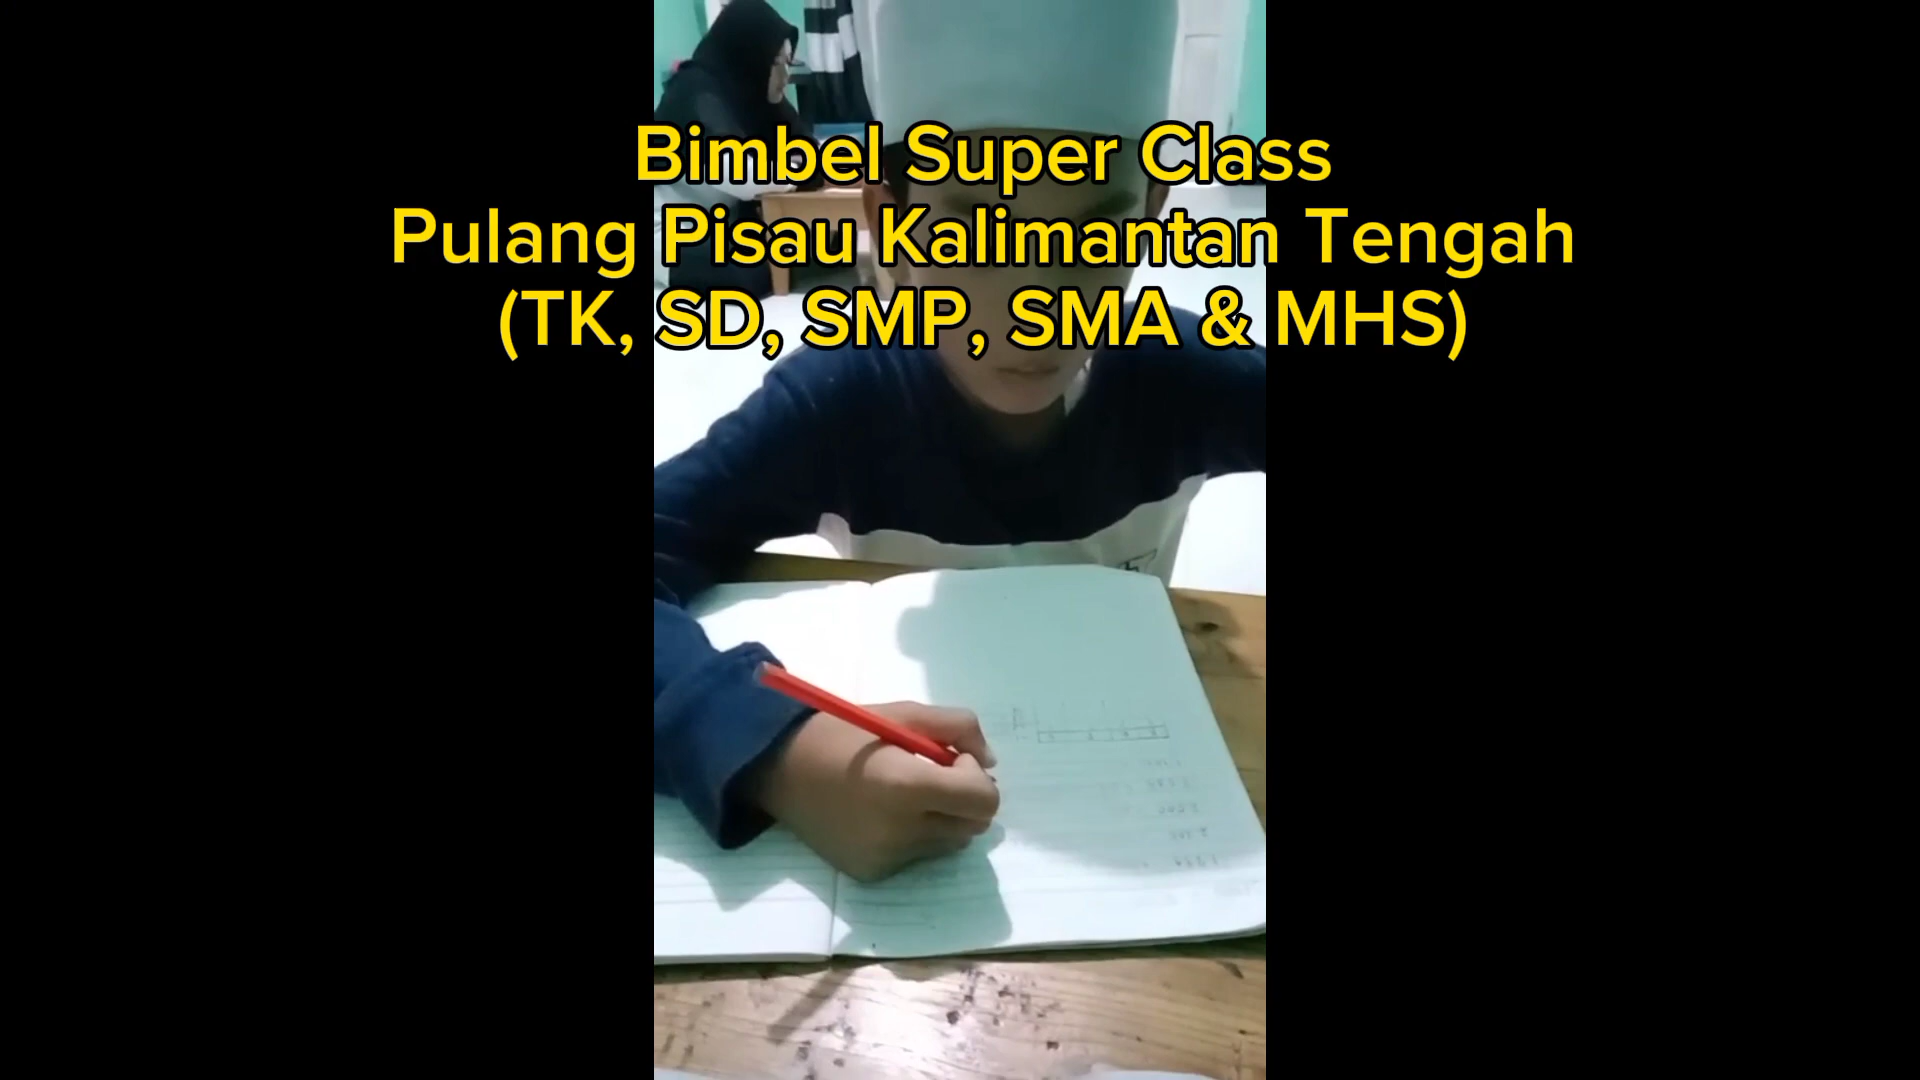 Bimbel Super Class
Pulang Pisau Kalimantan Tengah
(TK, SD, SMP, SMA & MHS)